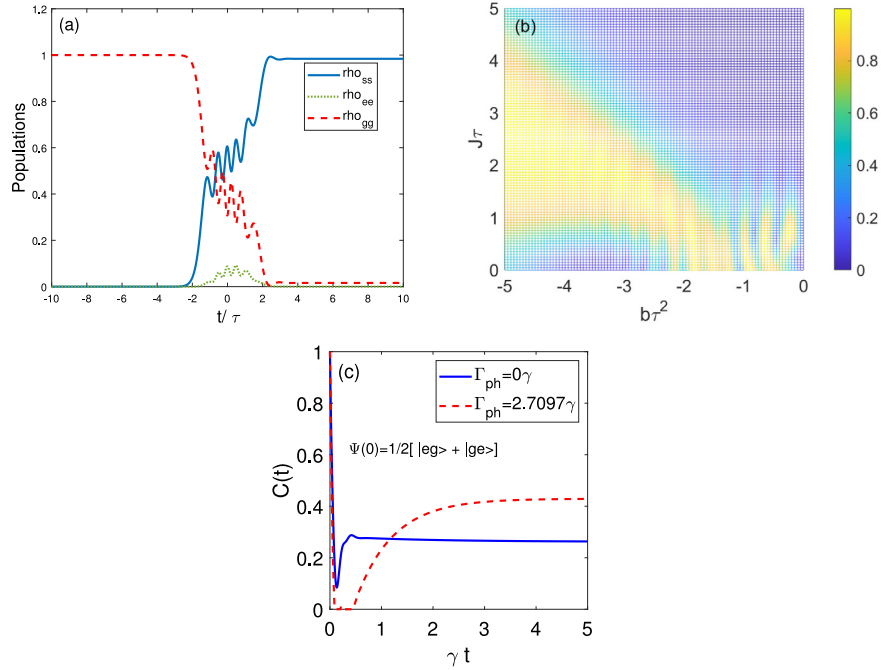 (a)
1.2
1
0.8
0.6
0.4
0.2
0
Populations
rho_ss
rho_ee
rho_gg
-10 -8 -6 -4 -2 0 2 4 6 8 10
t/ τ
(b)
5
4
3
2
1
0
Jτ
-5 -4 -3 -2 -1 0
bτ²
1
0.8
0.6
0.4
0.2
0
(c)
1
0.8
0.6
0.4
0.2
0
C(t)
Γ_ph=0γ
Γ_ph=2.7097γ
Ψ(0)=1/2[ |eg> + |ge>]
0 1 2 3 4 5
γ t